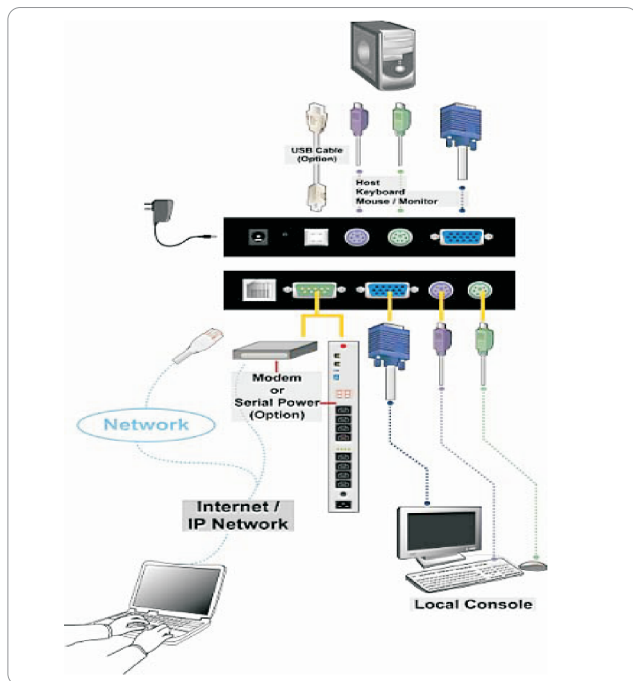 USB Cable
(Option)
Host
Keyboard
Mouse / Monitor
Modem
or
Serial Power
(Option)
Network
Internet /
IP Network
Local Console